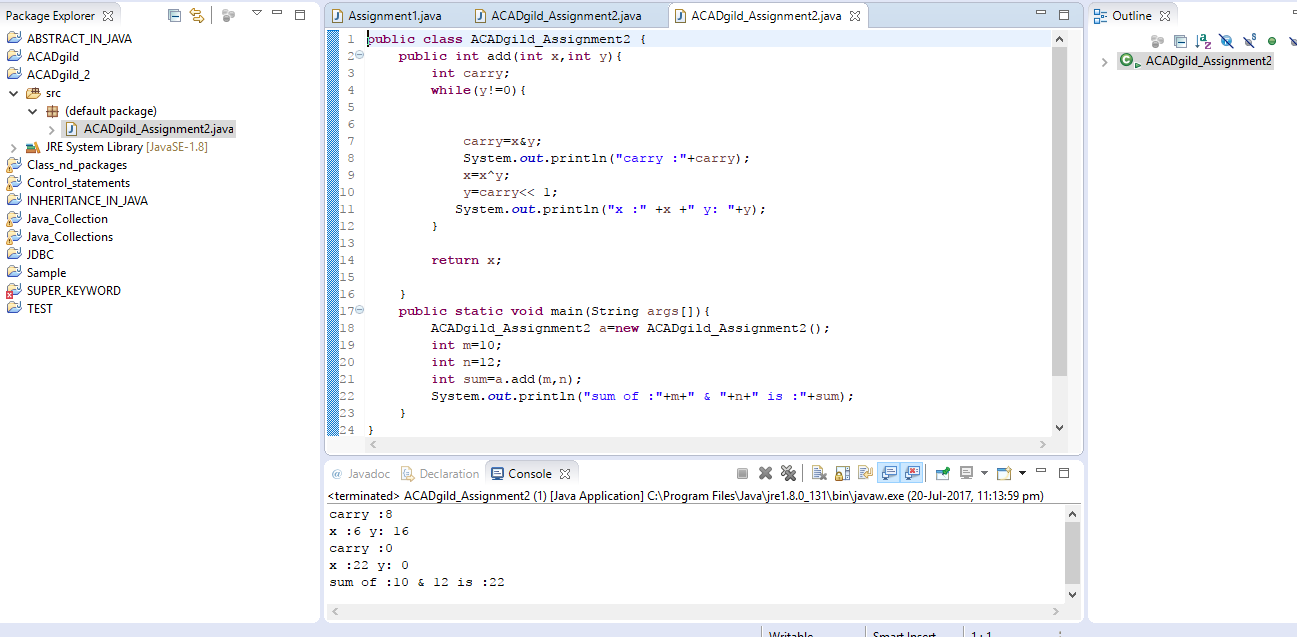 Package Explorer
ABSTRACT_IN_JAVA
ACADgild
ACADgild_2
src
(default package)
ACADgild_Assignment2.java
JRE System Library [JavaSE-1.8]
Class_nd_packages
Control_statements
INHERITANCE_IN_JAVA
Java_Collection
Java_Collections
JDBC
Sample
SUPER_KEYWORD
TEST
Assignment1.java
ACADgild_Assignment2.java
ACADgild_Assignment2.java
1 public class ACADgild_Assignment2 {
2 public int add(int x,int y){
3 int carry;
4 while(y!=0){
5
6
7 carry=x&y;
8 System.out.println("carry :"+carry);
9 x=x^y;
10 y=carry<< 1;
11 System.out.println("x :" +x +" y: "+y);
12 }
13
14 return x;
15
16 }
17 public static void main(String args[]){
18 ACADgild_Assignment2 a=new ACADgild_Assignment2();
19 int m=10;
20 int n=12;
21 int sum=a.add(m,n);
22 System.out.println("sum of :"+m+" & "+n+" is :"+sum);
23 }
24 }
@ Javadoc
Declaration
Console
<terminated> ACADgild_Assignment2 (1) [Java Application] C:\Program Files\Java\jre1.8.0_131\bin\javaw.exe (20-Jul-2017, 11:13:59 pm)
carry :8
x :6 y: 16
carry :0
x :22 y: 0
sum of :10 & 12 is :22
Outline
ACADgild_Assignment2
Writable
Smart Insert
1 : 1